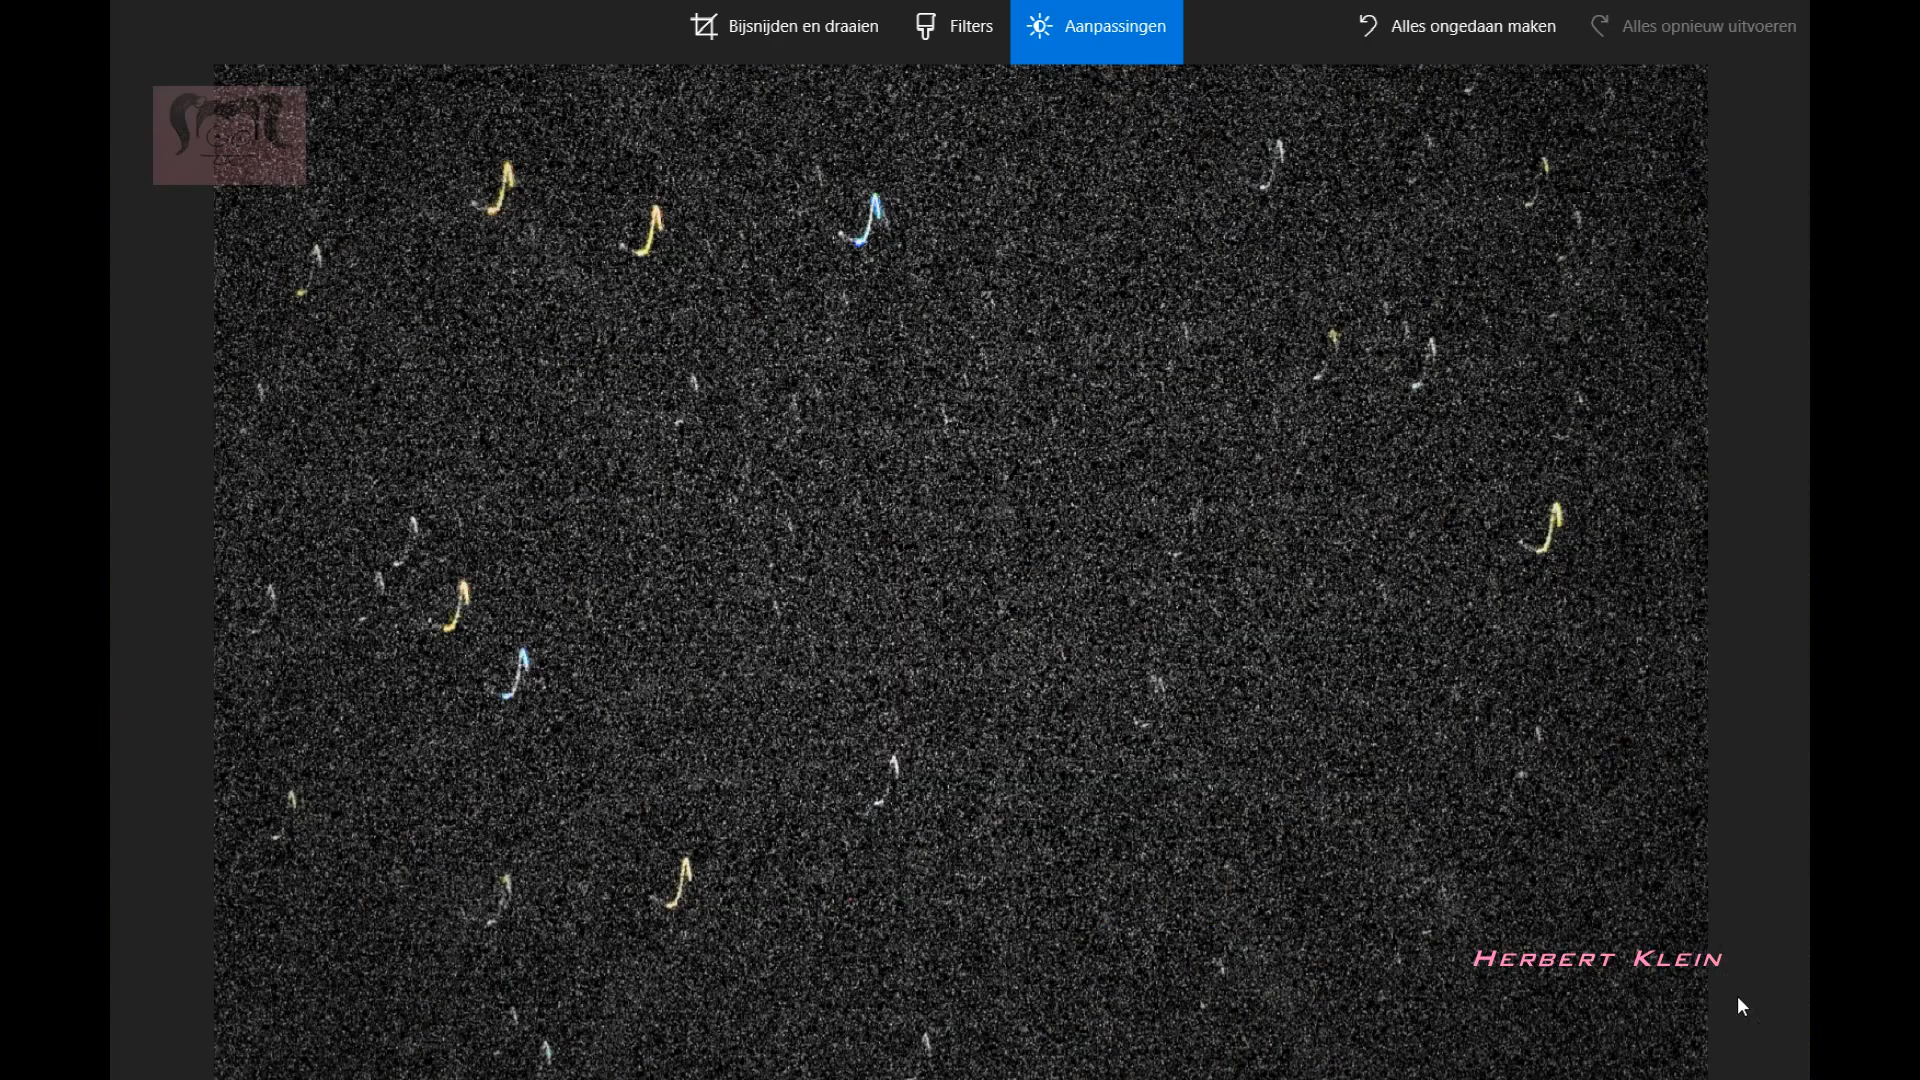 Bijsnijden en draaien
Filters
Aanpassingen
Alles ongedaan maken
Alles opnieuw uitvoeren
Herbert Klein